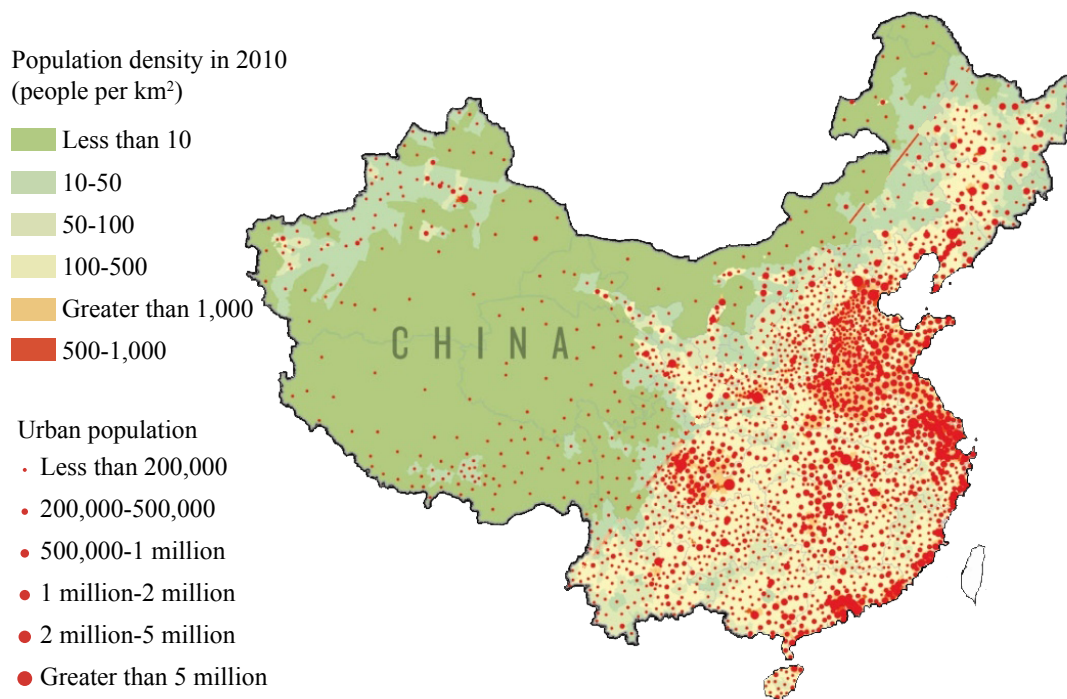 Population density in 2010
(people per km²)
Less than 10
10-50
50-100
100-500
Greater than 1,000
500-1,000
CHINA
Urban population
Less than 200,000
200,000-500,000
500,000-1 million
1 million-2 million
2 million-5 million
Greater than 5 million